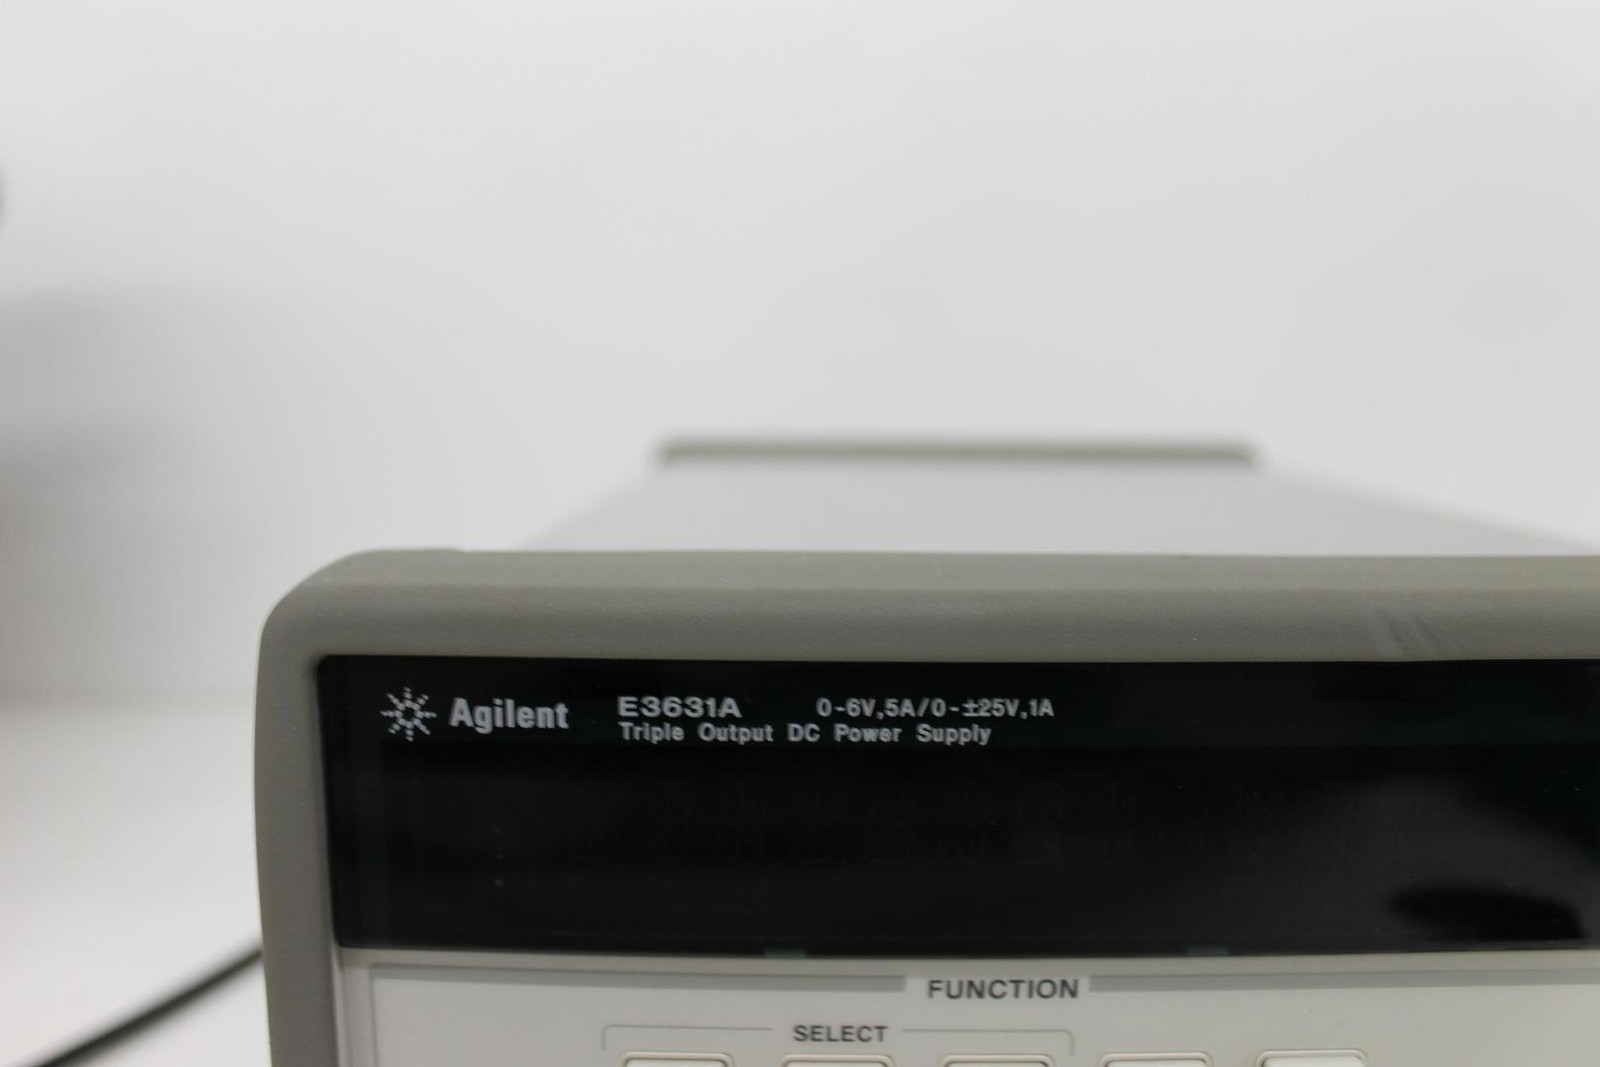 Agilent E3631A 0-6V,5A/0-±25V,1A
Triple Output DC Power Supply
FUNCTION
SELECT